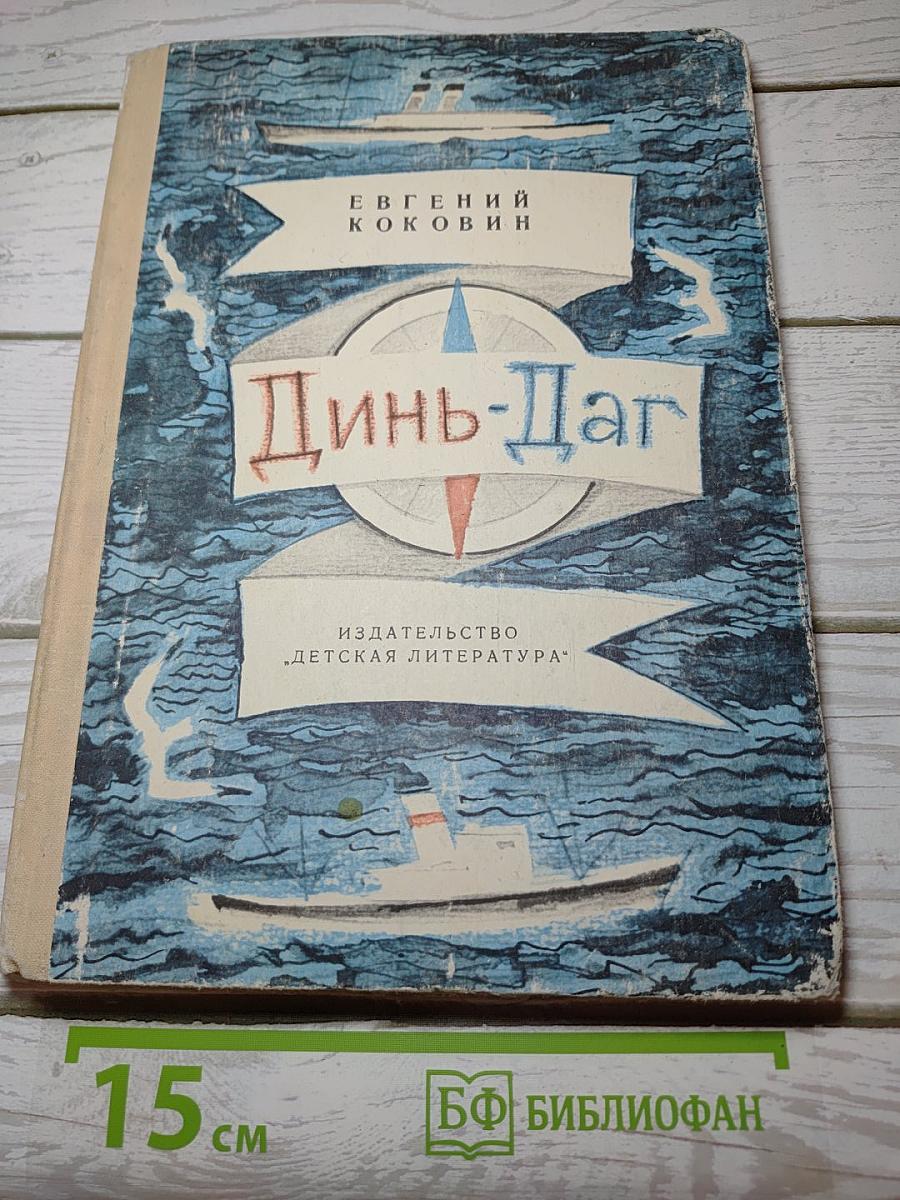 ЕВГЕНИЙ
КОКОВИН
Динь-Даг
ИЗДАТЕЛЬСТВО
„ДЕТСКАЯ ЛИТЕРАТУРА“
15 см
БФ БИБЛИОФАН